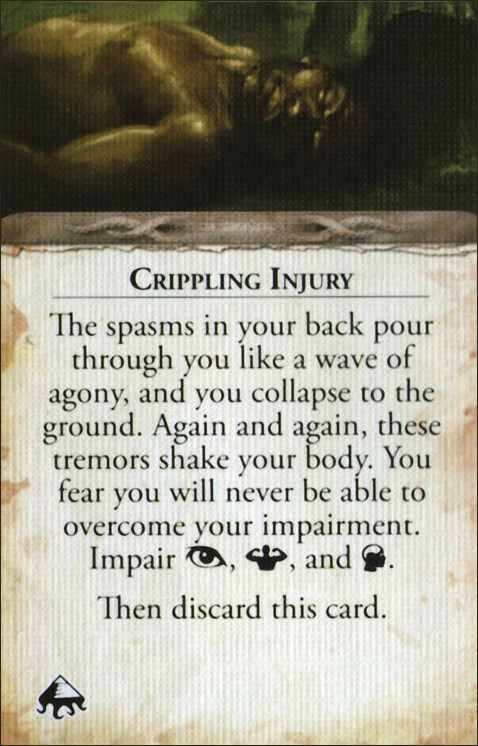 Crippling Injury
The spasms in your back pour
through you like a wave of
agony, and you collapse to the
ground. Again and again, these
tremors shake your body. You
fear you will never be able to
overcome your impairment.
Impair , , and .
Then discard this card.